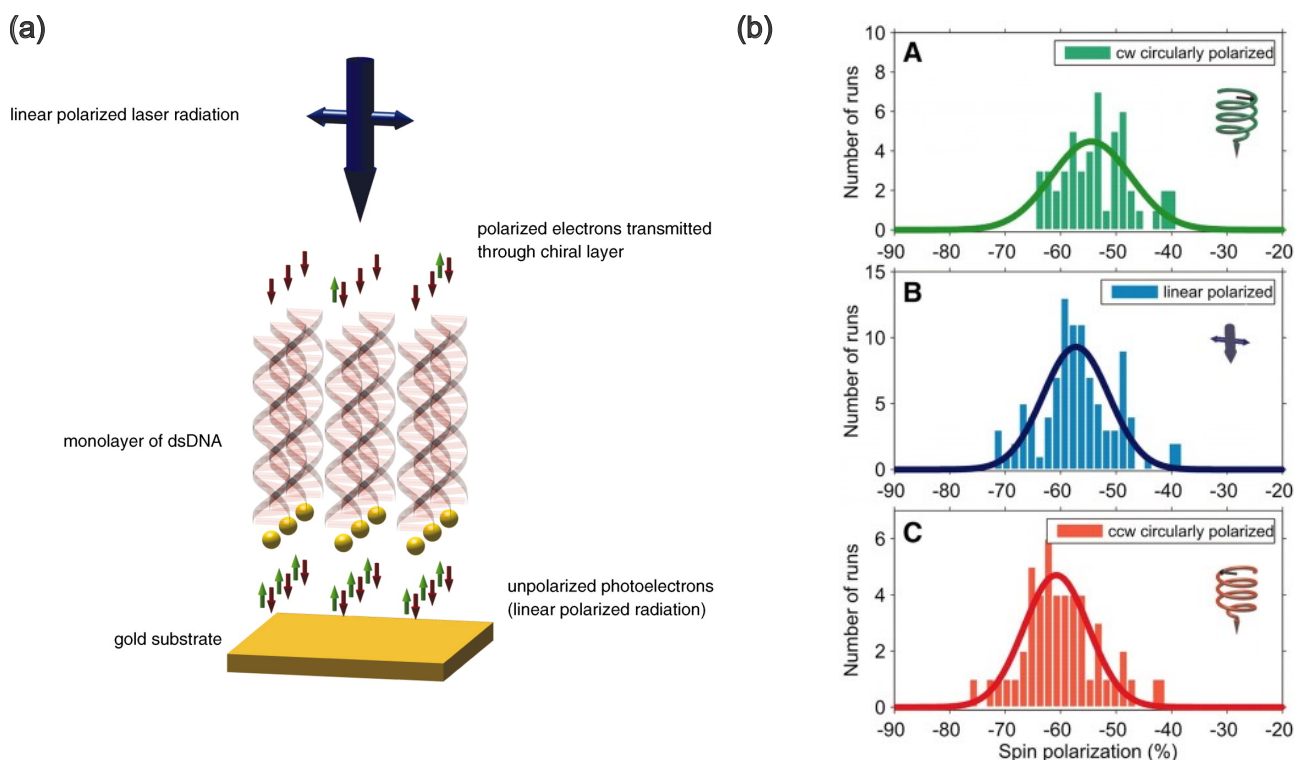 (a)
linear polarized laser radiation
polarized electrons transmitted
through chiral layer
monolayer of dsDNA
unpolarized photoelectrons
(linear polarized radiation)
gold substrate
(b)
A
cw circularly polarized
Number of runs
10
8
6
4
2
0
-90 -80 -70 -60 -50 -40 -30 -20
B
linear polarized
Number of runs
15
10
5
0
-90 -80 -70 -60 -50 -40 -30 -20
C
ccw circularly polarized
Number of runs
6
4
2
0
-90 -80 -70 -60 -50 -40 -30 -20
Spin polarization (%)